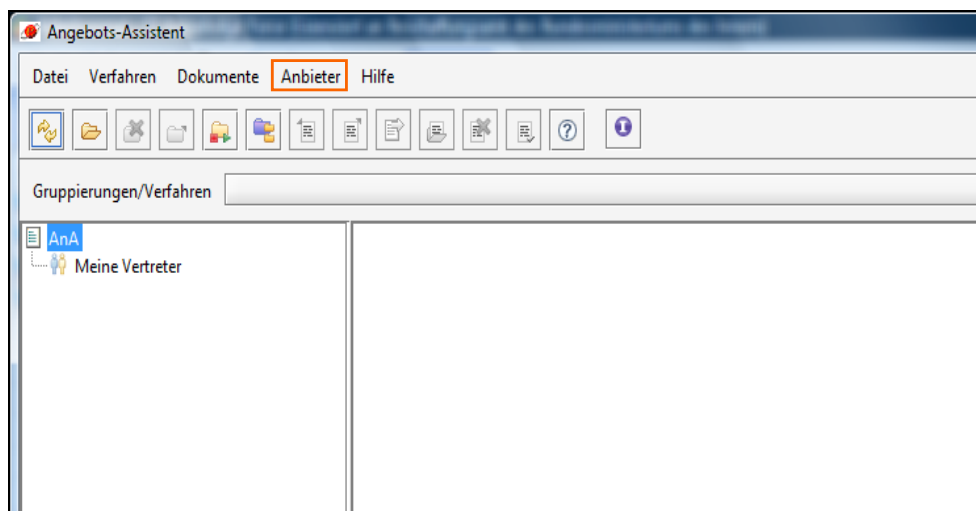 Angebots-Assistent
Datei Verfahren Dokumente Anbieter Hilfe
Gruppierungen/Verfahren
AnA
Meine Vertreter